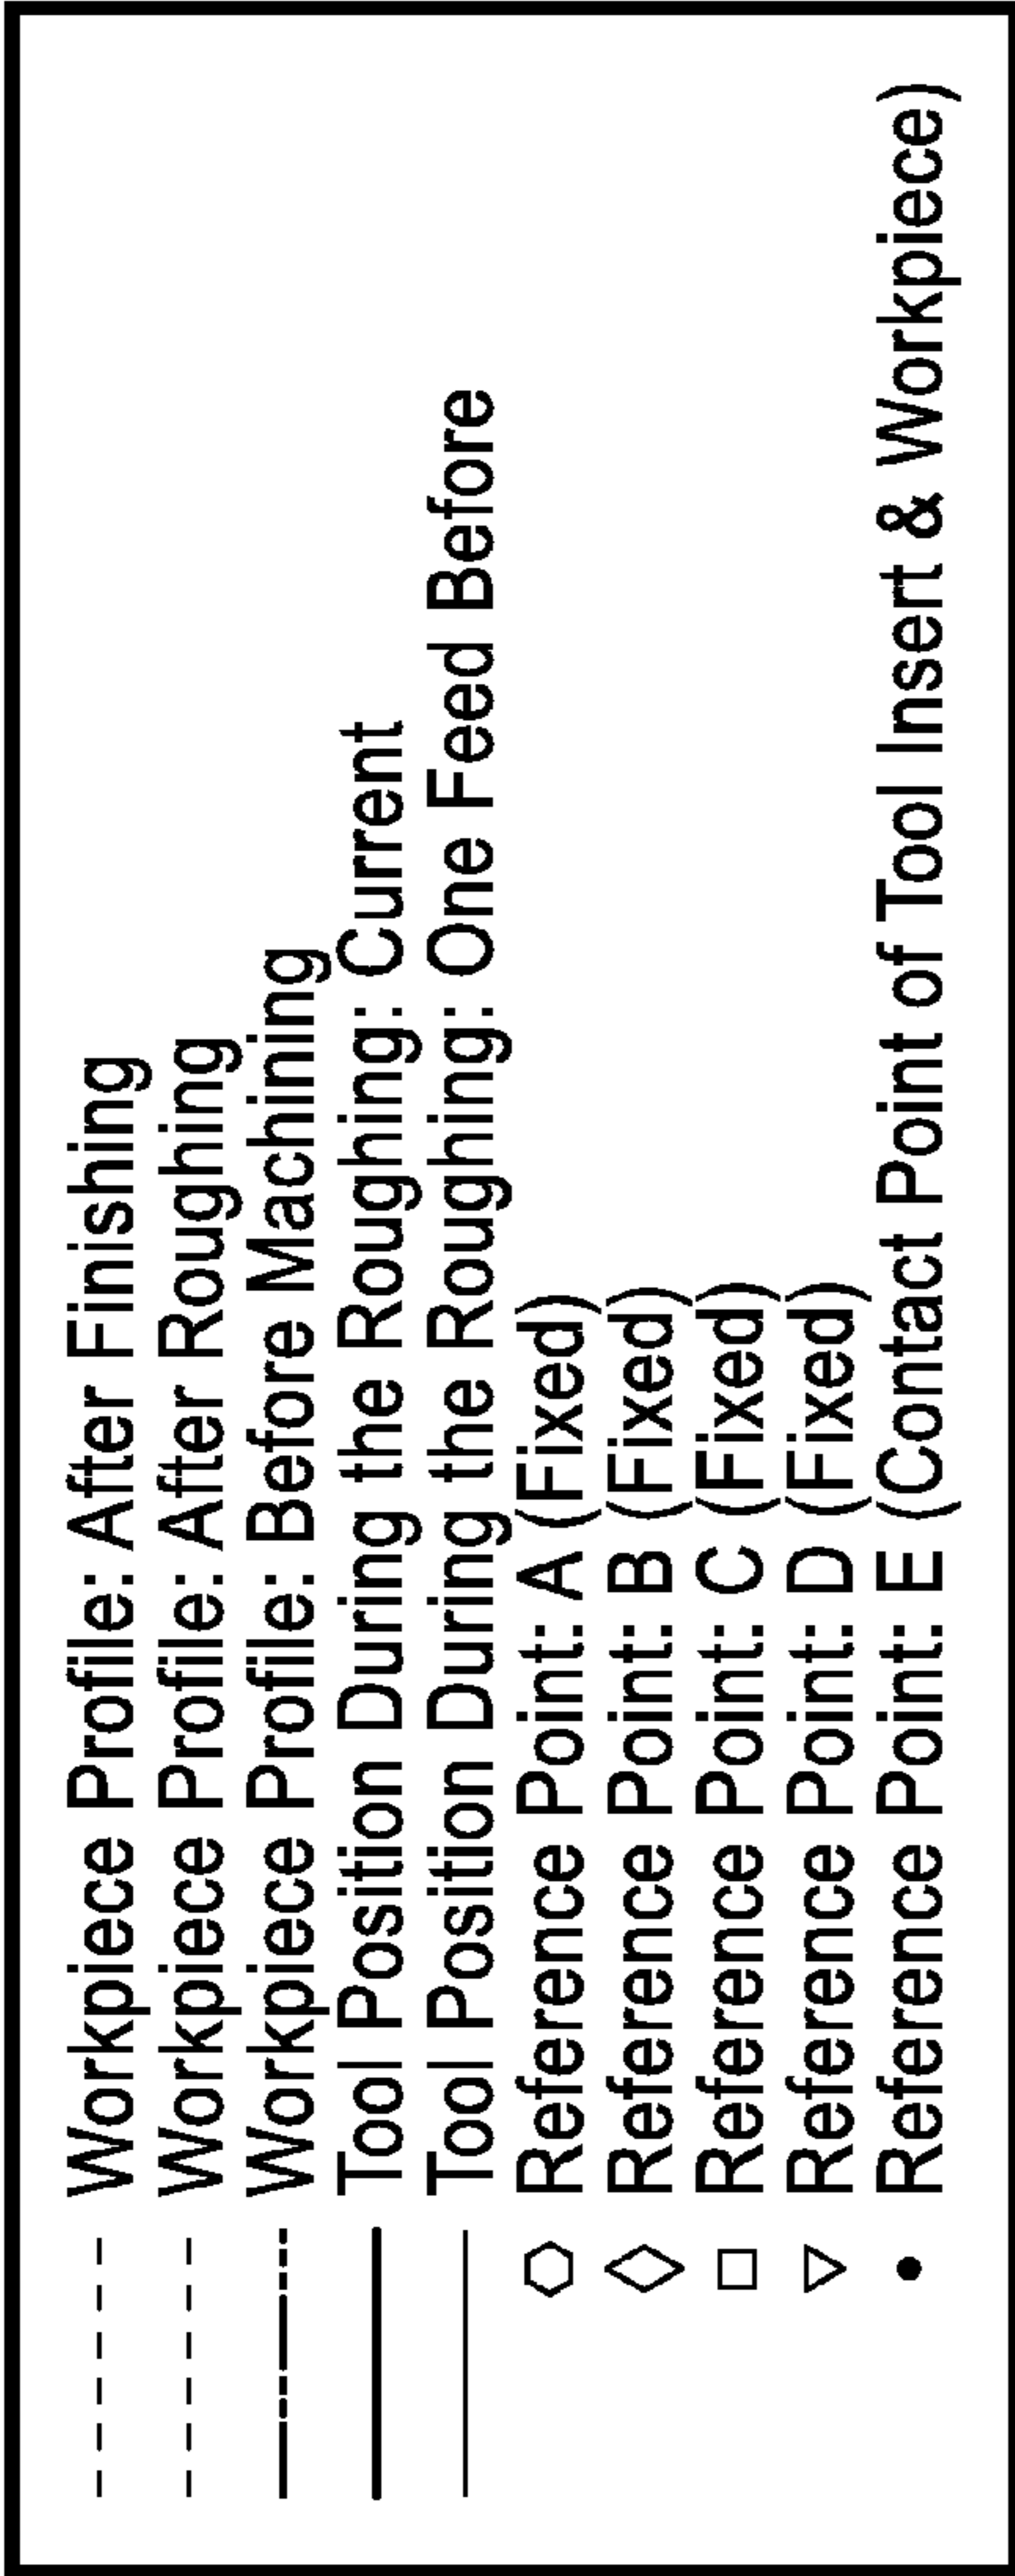 Workpiece Profile: After Finishing
Workpiece Profile: After Roughing
Workpiece Profile: Before Machining
Tool Position During the Roughing: Current
Tool Position During the Roughing: One Feed Before
Reference Point: A (Fixed)
Reference Point: B (Fixed)
Reference Point: C (Fixed)
Reference Point: D (Fixed)
Reference Point: E (Contact Point of Tool Insert & Workpiece)